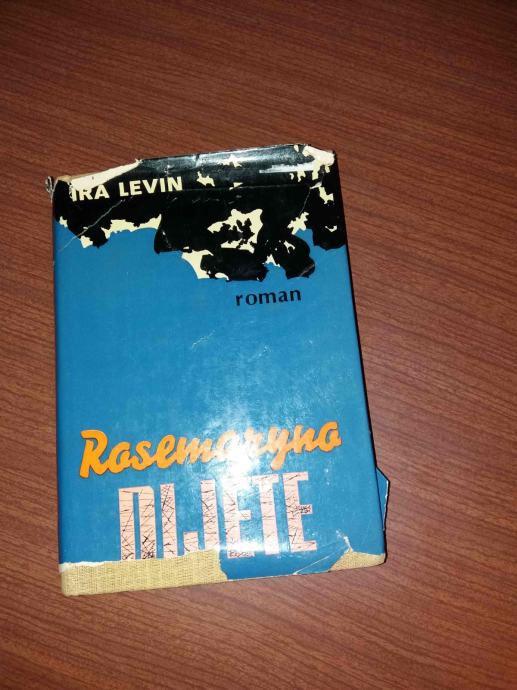 IRA LEVIN
roman
Rosemaryno
DIJETE